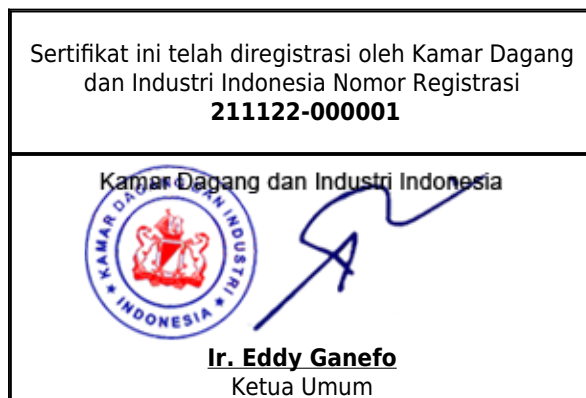 Sertifikat ini telah diregistrasi oleh Kamar Dagang
dan Industri Indonesia Nomor Registrasi
211122-000001
Kamar Dagang dan Industri Indonesia
KAMAR DAGANG DAN INDUSTRI
INDONESIA
Ir. Eddy Ganefo
Ketua Umum